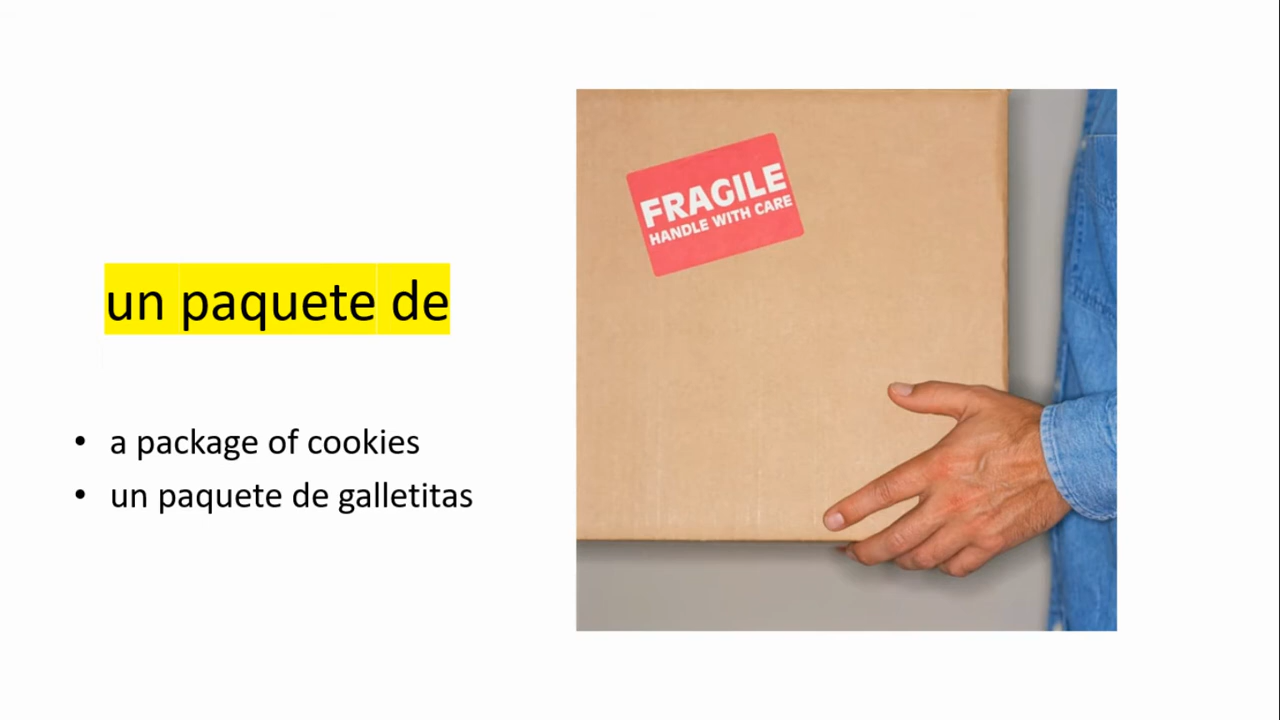 un paquete de
• a package of cookies
• un paquete de galletitas
FRAGILE
HANDLE WITH CARE